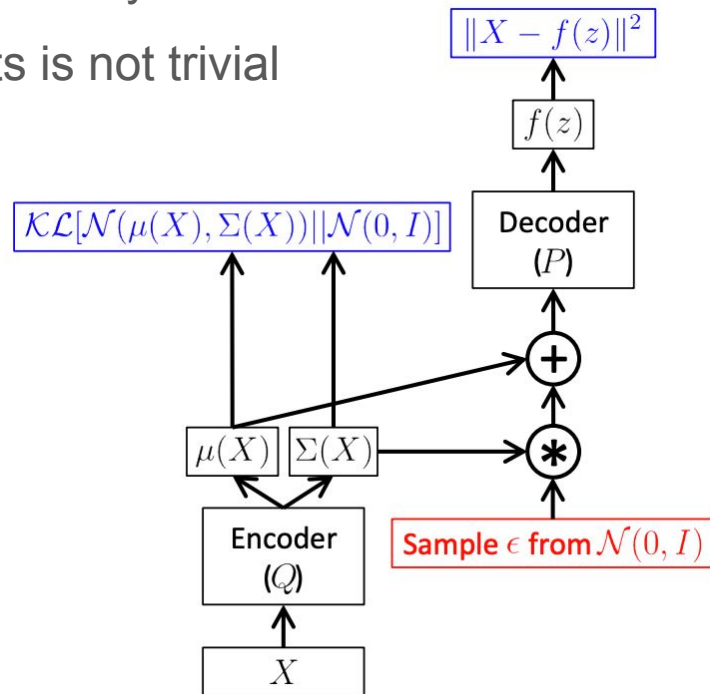 ts is not trivial
‖X − f(z)‖²
f(z)
𝒦ℒ[𝒩(μ(X), Σ(X))||𝒩(0, I)]
Decoder
(P)
+
μ(X)
Σ(X)
*
Encoder
(Q)
Sample ϵ from 𝒩(0, I)
X